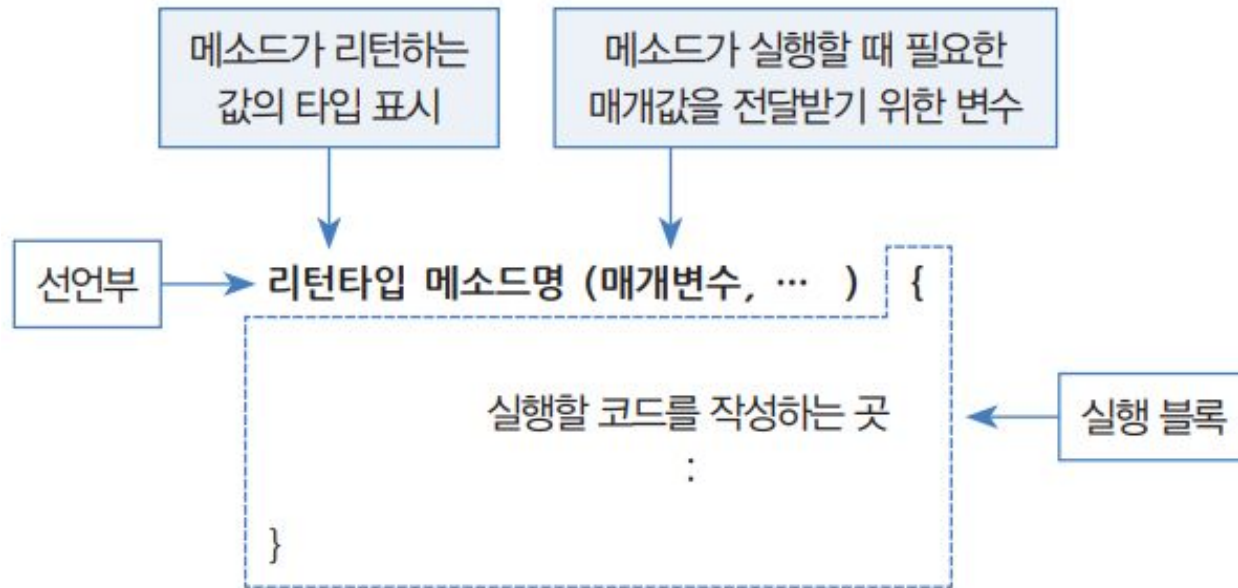 메소드가 리턴하는
값의 타입 표시
메소드가 실행할 때 필요한
매개값을 전달받기 위한 변수
선언부
리턴타입 메소드명 (매개변수, ··· ) {
실행할 코드를 작성하는 곳
:
실행 블록
}